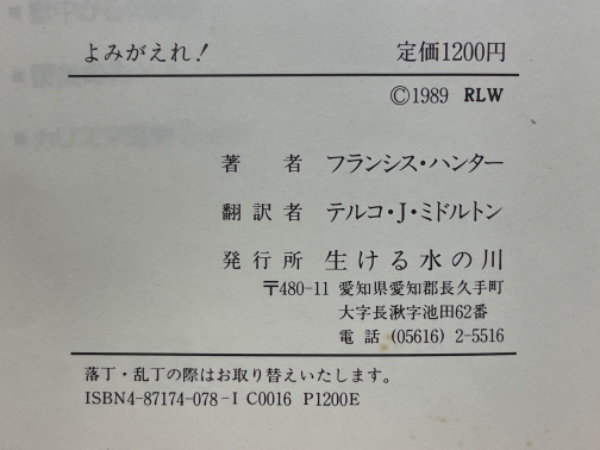 よみがえれ! 定価1200円
©1989 RLW
著者 フランシス・ハンター
翻訳者 テルコ・J・ミドルトン
発行所 生ける水の川
〒480-11 愛知県愛知郡長久手町
大字長湫字池田62番
電話 (05616) 2-5516
落丁・乱丁の際はお取り替えいたします。
ISBN4-87174-078-I C0016 P1200E